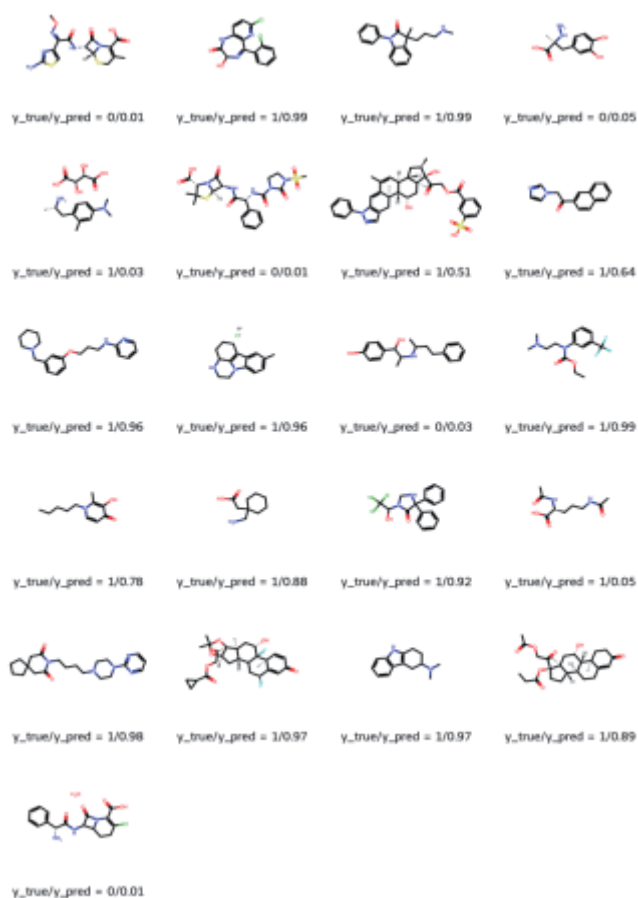 y_true/y_pred = 0/0.01 y_true/y_pred = 1/0.99 y_true/y_pred = 1/0.99 y_true/y_pred = 0/0.05
y_true/y_pred = 1/0.03 y_true/y_pred = 0/0.01 y_true/y_pred = 1/0.51 y_true/y_pred = 1/0.64
y_true/y_pred = 1/0.96 y_true/y_pred = 1/0.96 y_true/y_pred = 0/0.03 y_true/y_pred = 1/0.99
y_true/y_pred = 1/0.78 y_true/y_pred = 1/0.88 y_true/y_pred = 1/0.92 y_true/y_pred = 1/0.05
y_true/y_pred = 1/0.98 y_true/y_pred = 1/0.97 y_true/y_pred = 1/0.97 y_true/y_pred = 1/0.89
y_true/y_pred = 0/0.01